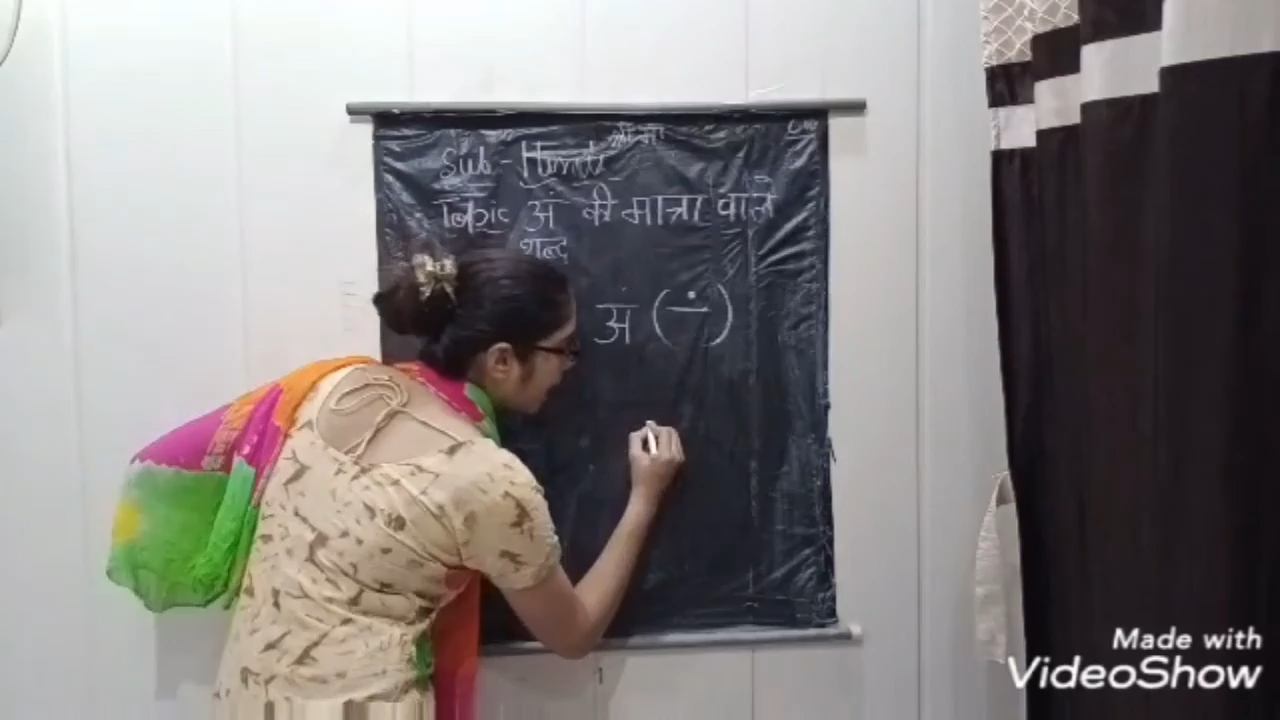 Sub - Hindi
Topic अं की मात्रा वाले
शब्द
अं (—ं)
Made with
VideoShow